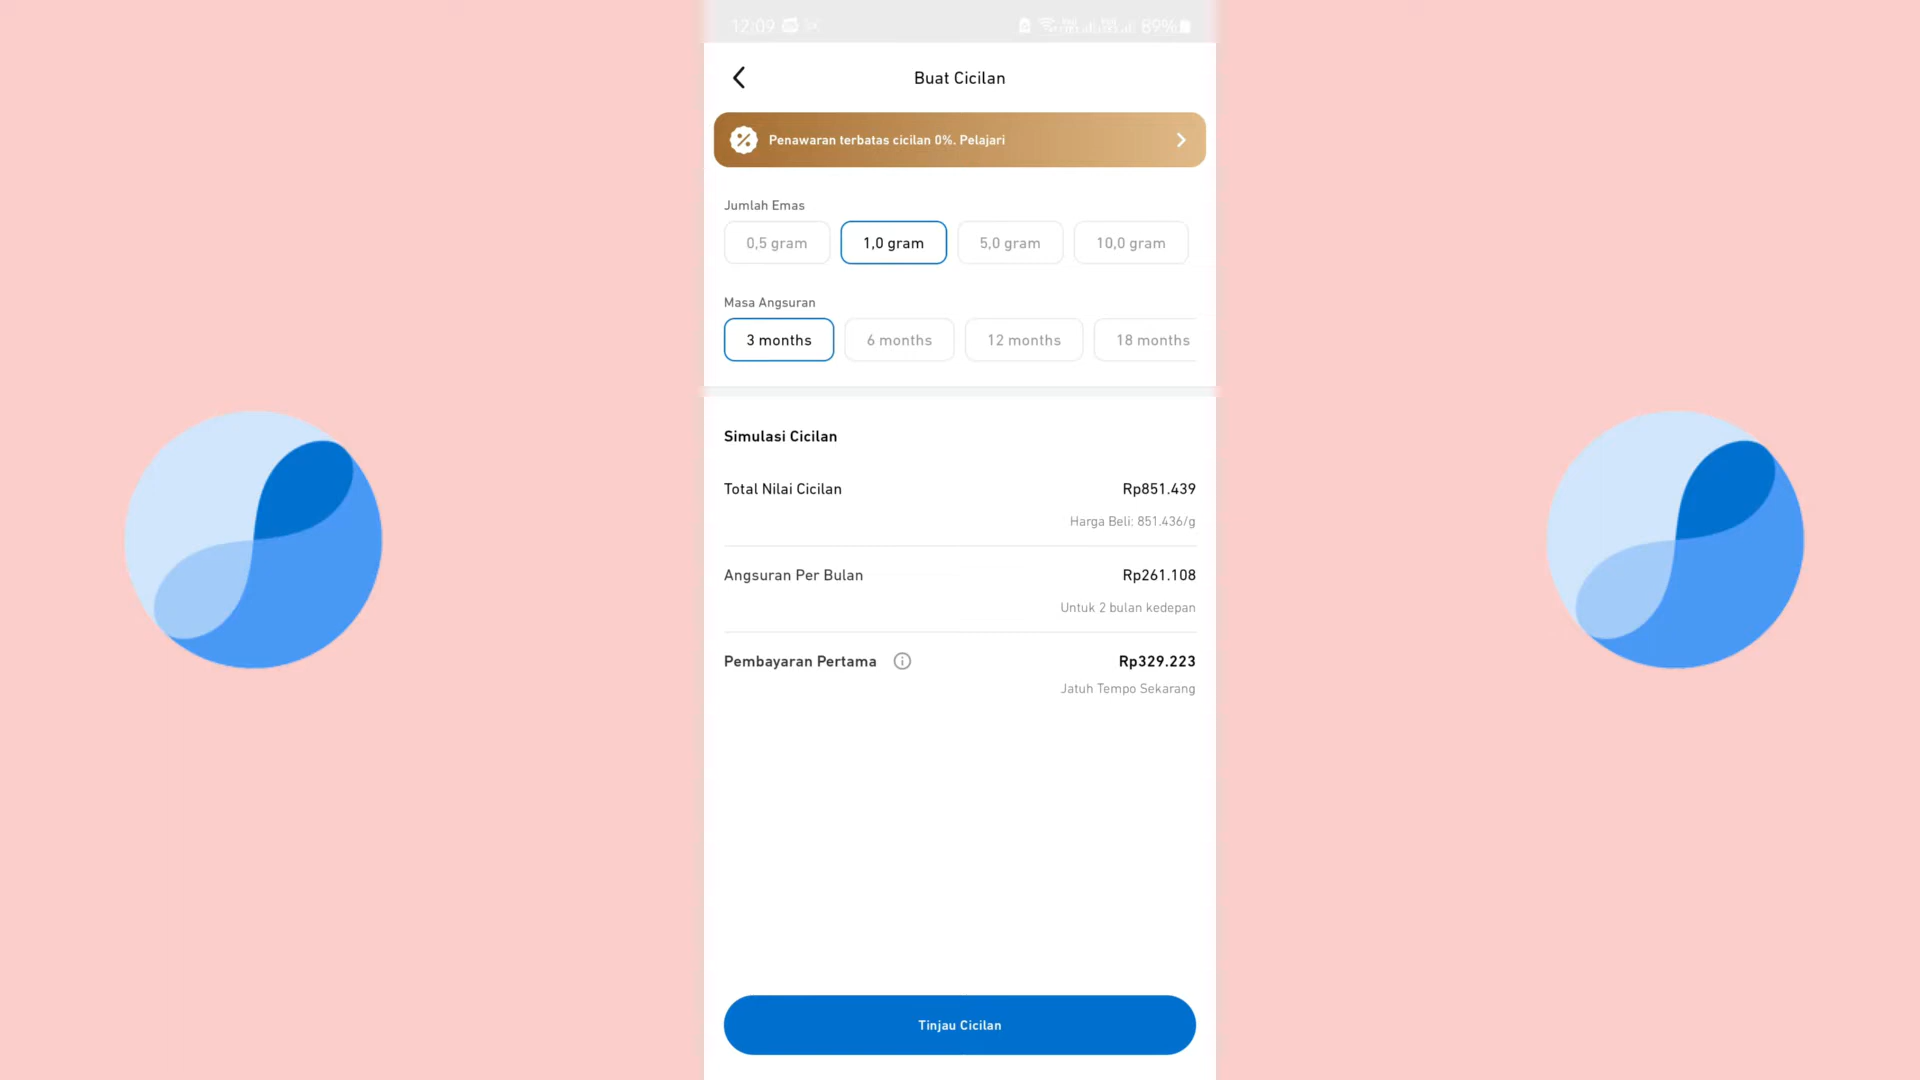 12:09
89%
Buat Cicilan
Penawaran terbatas cicilan 0%. Pelajari
Jumlah Emas
0,5 gram 1,0 gram 5,0 gram 10,0 gram
Masa Angsuran
3 months 6 months 12 months 18 months
Simulasi Cicilan
Total Nilai Cicilan Rp851.439
Harga Beli: 851.436/g
Angsuran Per Bulan Rp261.108
Untuk 2 bulan kedepan
Pembayaran Pertama Rp329.223
Jatuh Tempo Sekarang
Tinjau Cicilan